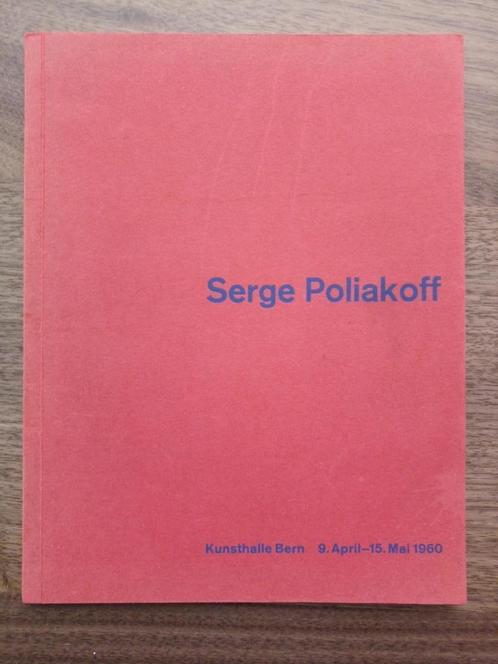 Serge Poliakoff
Kunsthalle Bern 9. April–15. Mai 1960